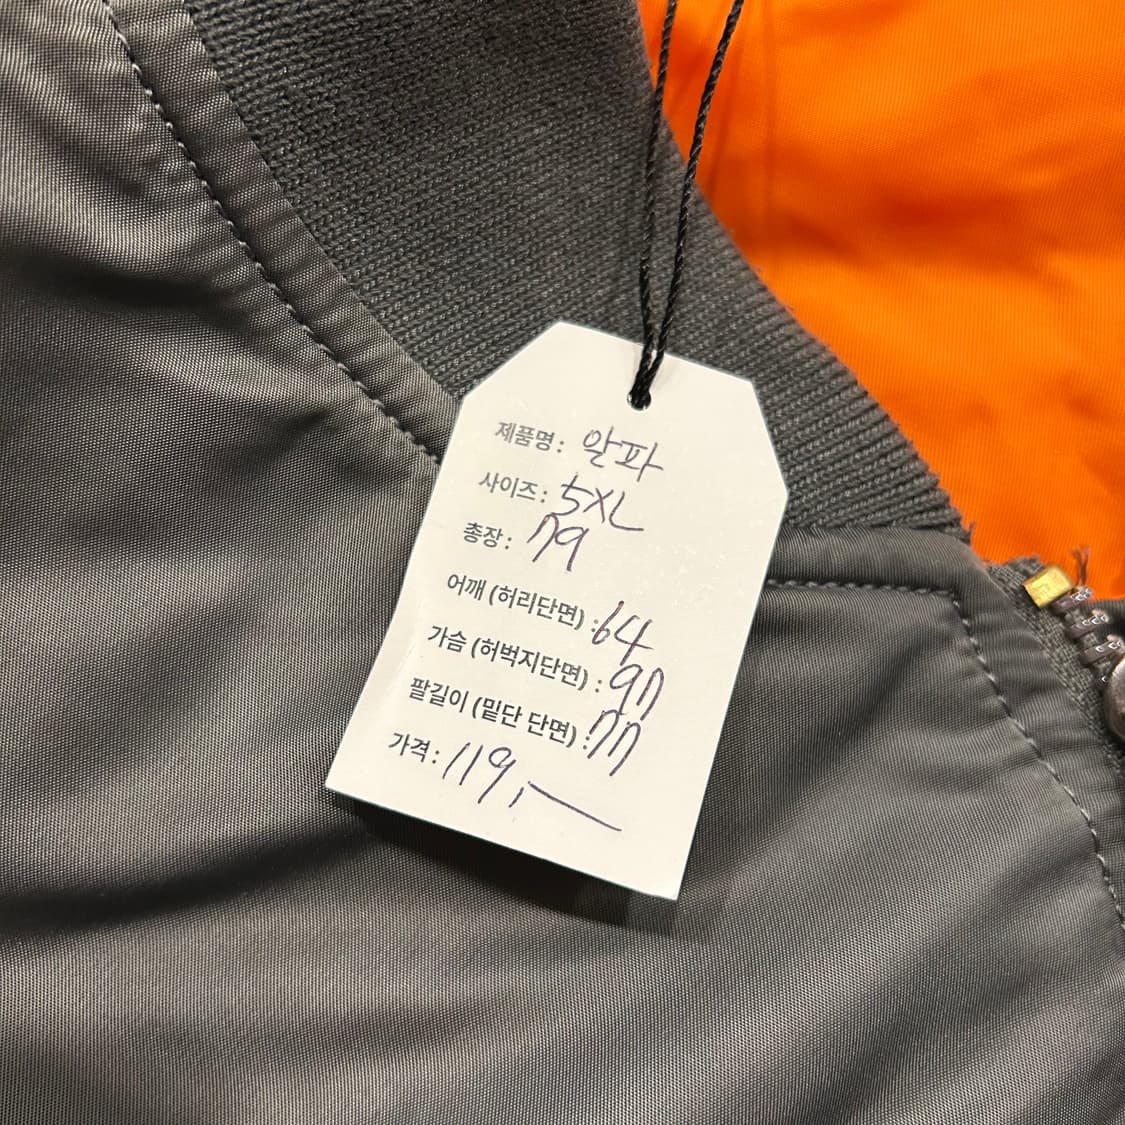 제품명: 알파
사이즈: 5XL
총장: 79
어깨 (허리단면) : 64
가슴 (허벅지단면) : 97
팔길이 (밑단 단면) : 77
가격: 119,—